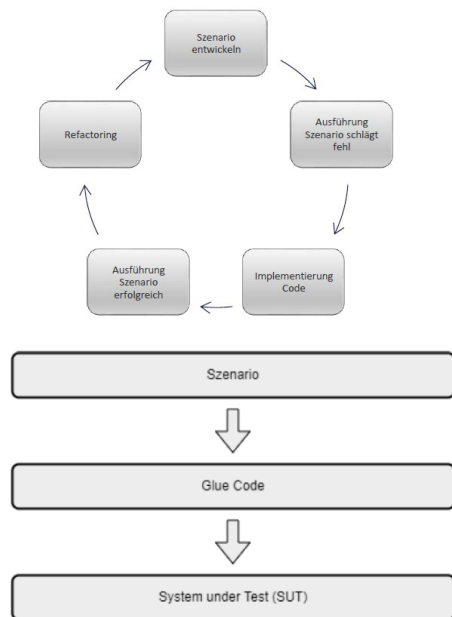 Szenario
entwickeln
Ausführung
Szenario schlägt
fehl
Implementierung
Code
Ausführung
Szenario
erfolgreich
Refactoring
Szenario
Glue Code
System under Test (SUT)